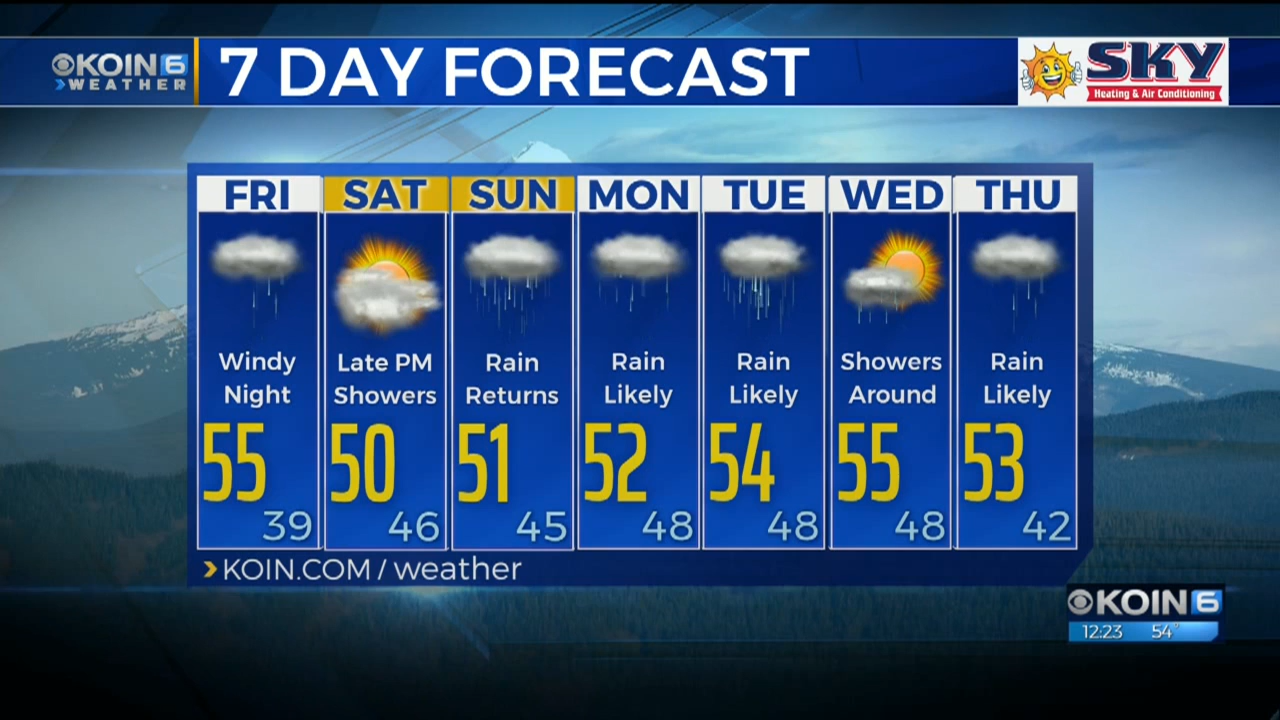 KOIN 6
WEATHER
7 DAY FORECAST
SKY
Heating & Air Conditioning
FRI SAT SUN MON TUE WED THU
Windy Night
Late PM Showers
Rain Returns
Rain Likely
Rain Likely
Showers Around
Rain Likely
55 50 51 52 54 55 53
39 46 45 48 48 48 42
KOIN.COM / weather
KOIN 6
12:23 54°